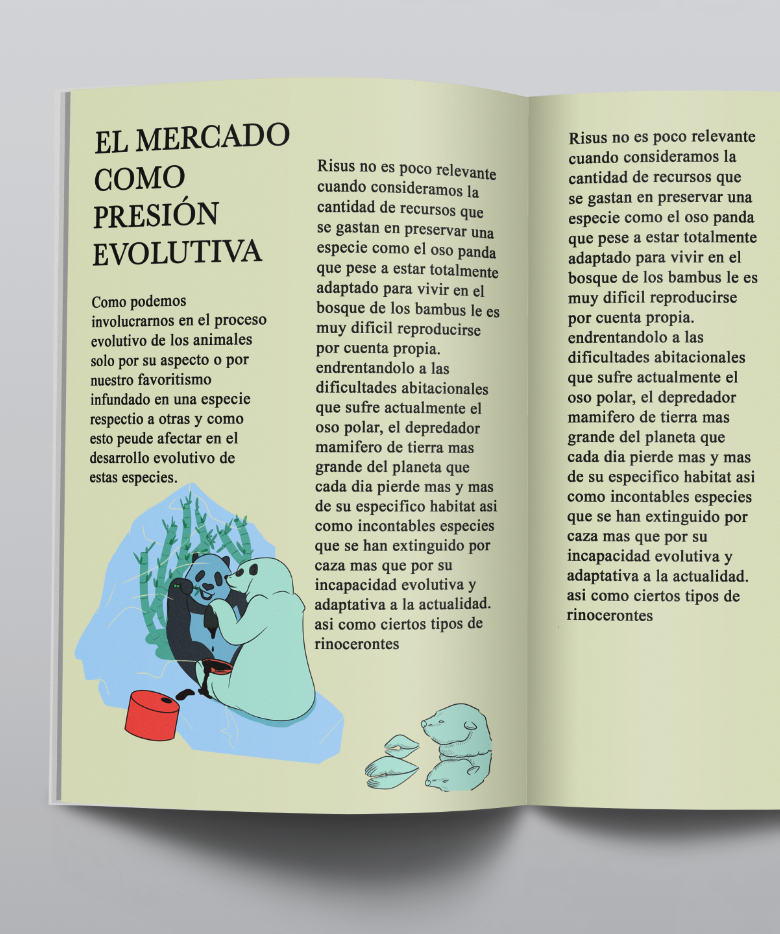 EL MERCADO
COMO
PRESIÓN
EVOLUTIVA
Como podemos
involucrarnos en el proceso
evolutivo de los animales
solo por su aspecto o por
nuestro favoritismo
infundado en una especie
respectio a otras y como
esto peude afectar en el
desarrollo evolutivo de
estas especies.
Risus no es poco relevante
cuando consideramos la
cantidad de recursos que
se gastan en preservar una
especie como el oso panda
que pese a estar totalmente
adaptado para vivir en el
bosque de los bambus le es
muy dificil reproducirse
por cuenta propia.
endrentandolo a las
dificultades abitacionales
que sufre actualmente el
oso polar, el depredador
mamifero de tierra mas
grande del planeta que
cada dia pierde mas y mas
de su especifico habitat asi
como incontables especies
que se han extinguido por
caza mas que por su
incapacidad evolutiva y
adaptativa a la actualidad.
asi como ciertos tipos de
rinocerontes
Risus no es poco relevante
cuando consideramos la
cantidad de recursos que
se gastan en preservar una
especie como el oso panda
que pese a estar totalmente
adaptado para vivir en el
bosque de los bambus le es
muy dificil reproducirse
por cuenta propia.
endrentandolo a las
dificultades abitacionales
que sufre actualmente el
oso polar, el depredador
mamifero de tierra mas
grande del planeta que
cada dia pierde mas y mas
de su especifico habitat asi
como incontables especies
que se han extinguido por
caza mas que por su
incapacidad evolutiva y
adaptativa a la actualidad.
asi como ciertos tipos de
rinocerontes